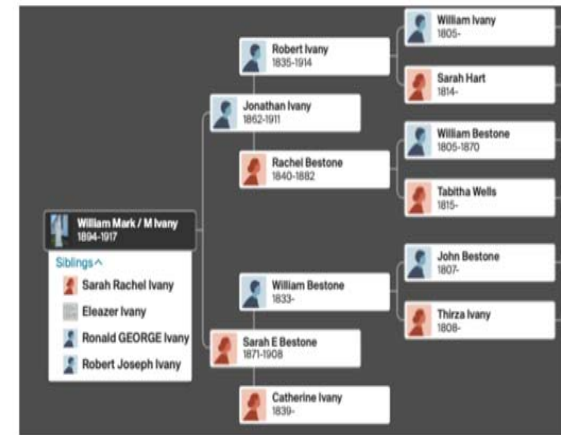 William Ivany
1805-
Robert Ivany
1835-1914
Sarah Hart
1814-
Jonathan Ivany
1862-1911
William Bestone
1805-1870
Rachel Bestone
1840-1882
Tabitha Wells
1815-
William Mark / M Ivany
1894-1917
Siblings
Sarah Rachel Ivany
Eleazer Ivany
Ronald GEORGE Ivany
Robert Joseph Ivany
John Bestone
1807-
William Bestone
1833-
Thirza Ivany
1808-
Sarah E Bestone
1871-1908
Catherine Ivany
1839-